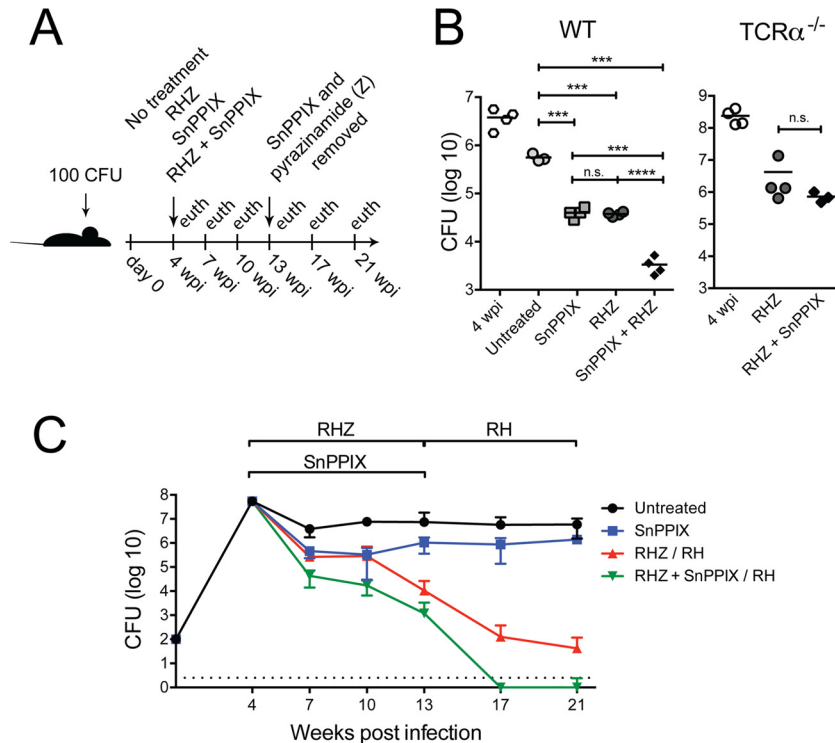 A
No treatment
RHZ
SnPPIX
RHZ + SnPPIX
SnPPIX and
pyrazinamide (Z)
removed
100 CFU
euth
euth
euth
euth
euth
euth
day 0
4 wpi
7 wpi
10 wpi
13 wpi
17 wpi
21 wpi
B
WT
TCRα-/-
***
***
***
***
n.s.
****
n.s.
CFU (log 10)
7
6
5
4
3
4 wpi
Untreated
SnPPIX
RHZ
SnPPIX + RHZ
9
8
7
6
5
4
3
4 wpi
RHZ
RHZ + SnPPIX
C
RHZ
RH
SnPPIX
CFU (log 10)
8
7
6
5
4
3
2
1
0
4
7
10
13
17
21
Weeks post infection
Untreated
SnPPIX
RHZ / RH
RHZ + SnPPIX / RH